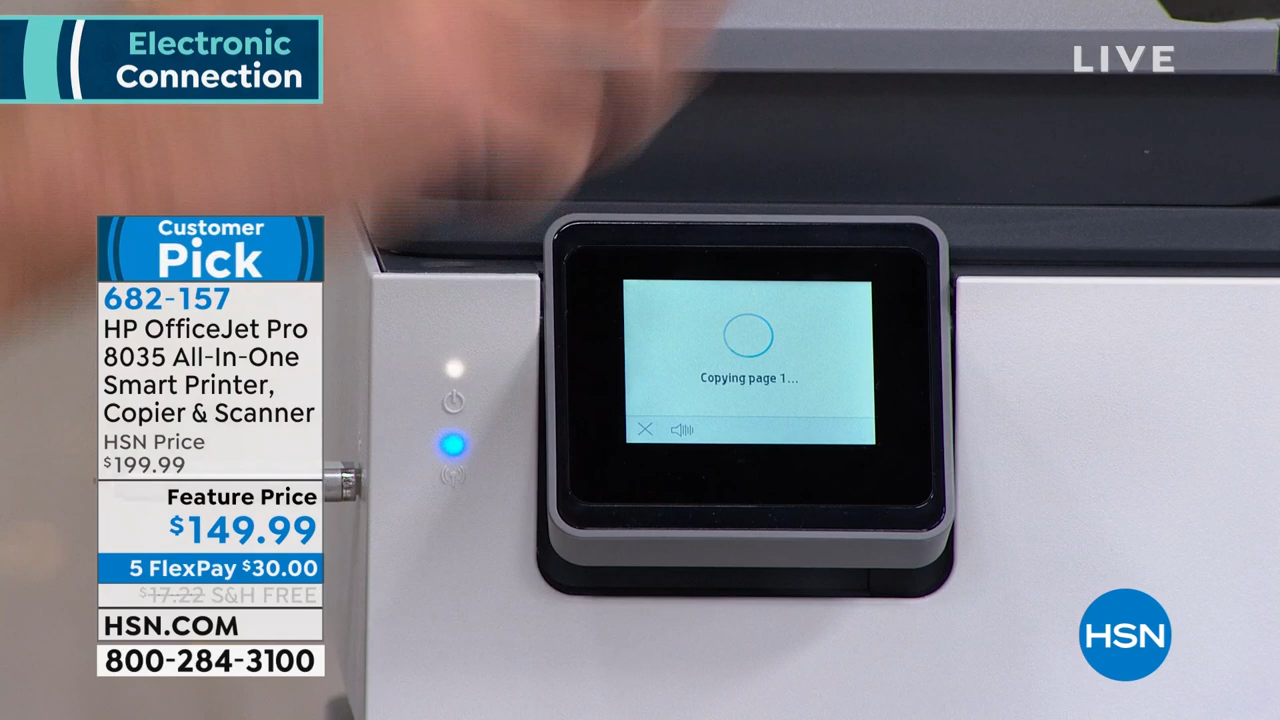 Electronic
Connection
LIVE
Customer
Pick
682-157
HP OfficeJet Pro
8035 All-In-One
Smart Printer,
Copier & Scanner
HSN Price
$199.99
Feature Price
$149.99
5 FlexPay $30.00
$17.22 S&H FREE
HSN.COM
800-284-3100
Copying page 1...
HSN